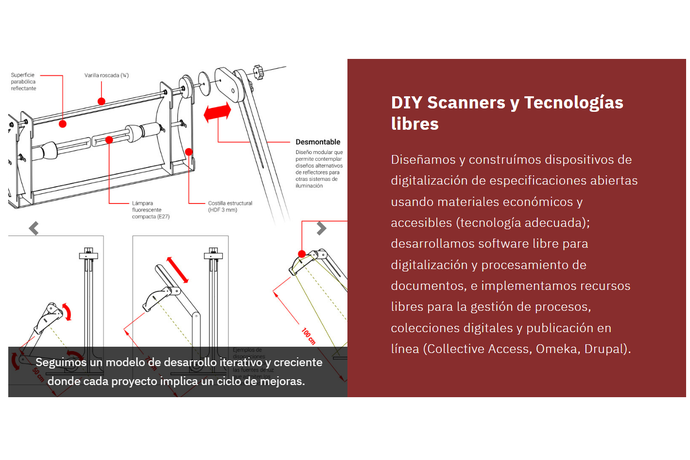 Superficie
parabólica
reflectante
Varilla roscada (¼)
Desmontable
Diseño modular que
permite contemplar
diseños alternativos
de reflectores para
otras sistemas de
iluminación
Lámpara
fluorescente
compacta (E27)
Costilla estructural
(HDF 3 mm)
100 cm
50 cm
Seguimos un modelo de desarrollo iterativo y creciente
donde cada proyecto implica un ciclo de mejoras.
DIY Scanners y Tecnologías
libres
Diseñamos y construímos dispositivos de
digitalización de especificaciones abiertas
usando materiales económicos y
accesibles (tecnología adecuada);
desarrollamos software libre para
digitalización y procesamiento de
documentos, e implementamos recursos
libres para la gestión de procesos,
colecciones digitales y publicación en
línea (Collective Access, Omeka, Drupal).